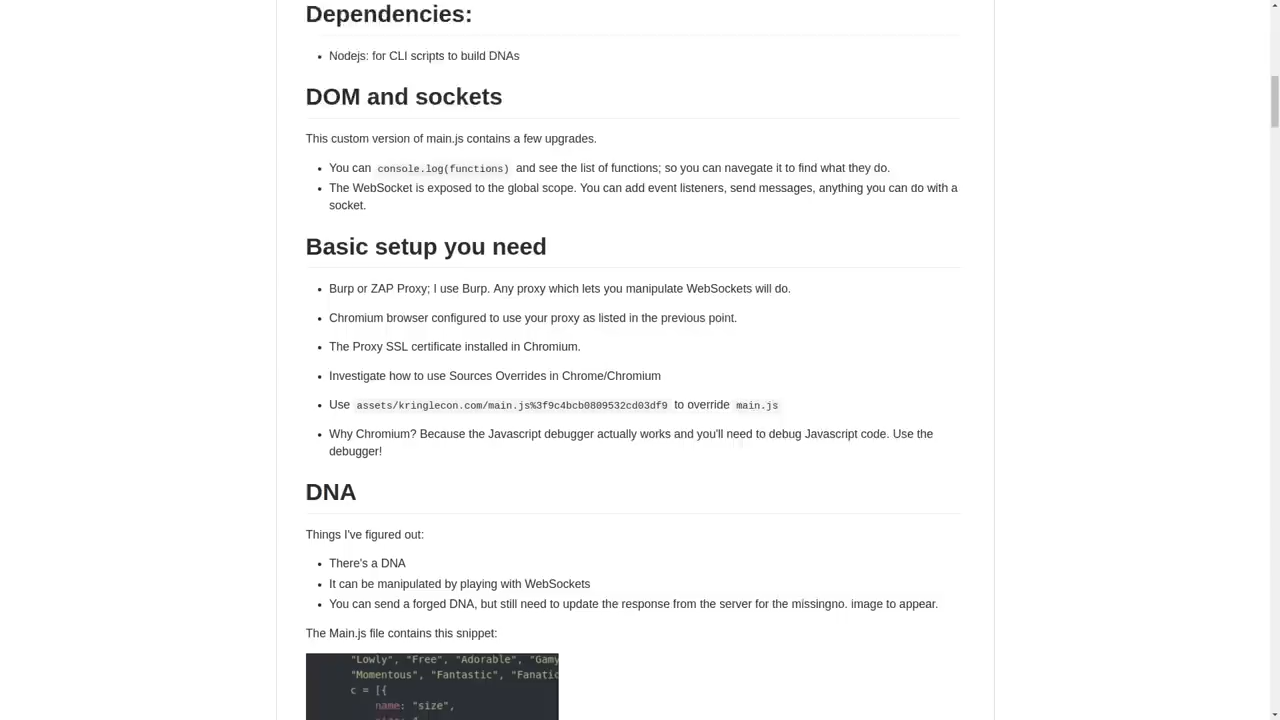 Dependencies:
Nodejs: for CLI scripts to build DNAs
DOM and sockets
This custom version of main.js contains a few upgrades.
You can console.log(functions) and see the list of functions; so you can navegate it to find what they do.
The WebSocket is exposed to the global scope. You can add event listeners, send messages, anything you can do with a
socket.
Basic setup you need
Burp or ZAP Proxy; I use Burp. Any proxy which lets you manipulate WebSockets will do.
Chromium browser configured to use your proxy as listed in the previous point.
The Proxy SSL certificate installed in Chromium.
Investigate how to use Sources Overrides in Chrome/Chromium
Use assets/kringlecon.com/main.js%3f9c4bcb0809532cd03df9 to override main.js
Why Chromium? Because the Javascript debugger actually works and you'll need to debug Javascript code. Use the
debugger!
DNA
Things I've figured out:
There's a DNA
It can be manipulated by playing with WebSockets
You can send a forged DNA, but still need to update the response from the server for the missingno. image to appear.
The Main.js file contains this snippet:
"Lowly", "Free", "Adorable", "Gamy
"Momentous", "Fantastic", "Fanatic
c = [{
name: "size",